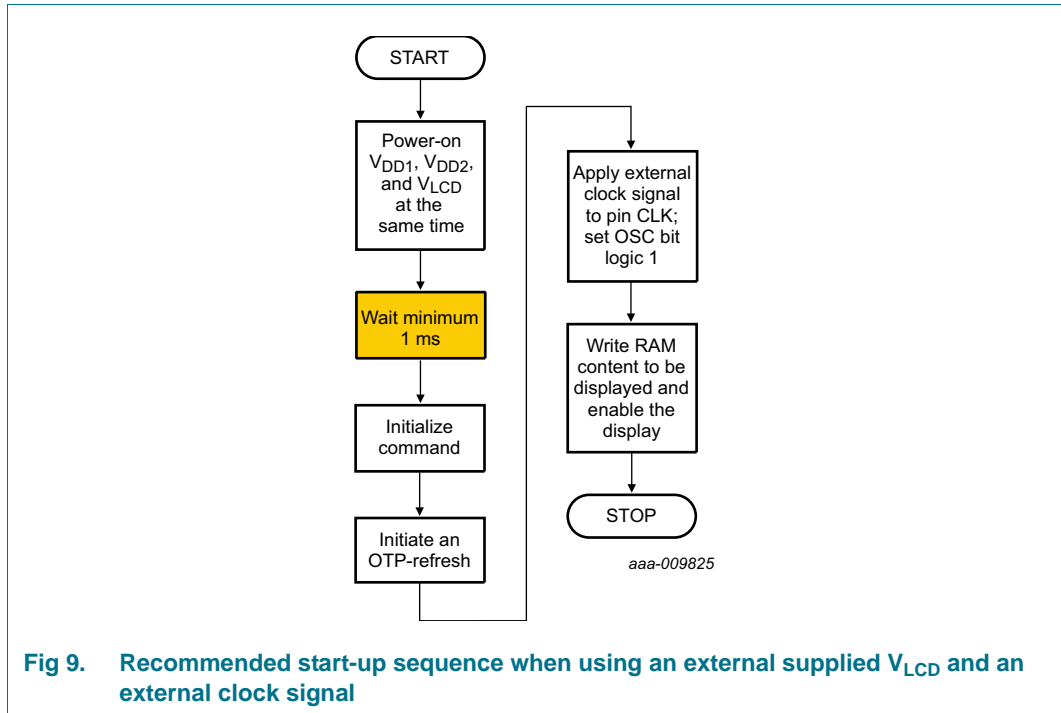 START
Power-on
VDD1, VDD2,
and VLCD
at the
same time
Wait minimum
1 ms
Initialize
command
Initiate an
OTP-refresh
Apply external
clock signal
to pin CLK;
set OSC bit
logic 1
Write RAM
content to be
displayed and
enable the
display
STOP
aaa-009825
Fig 9. Recommended start-up sequence when using an external supplied VLCD and an
external clock signal